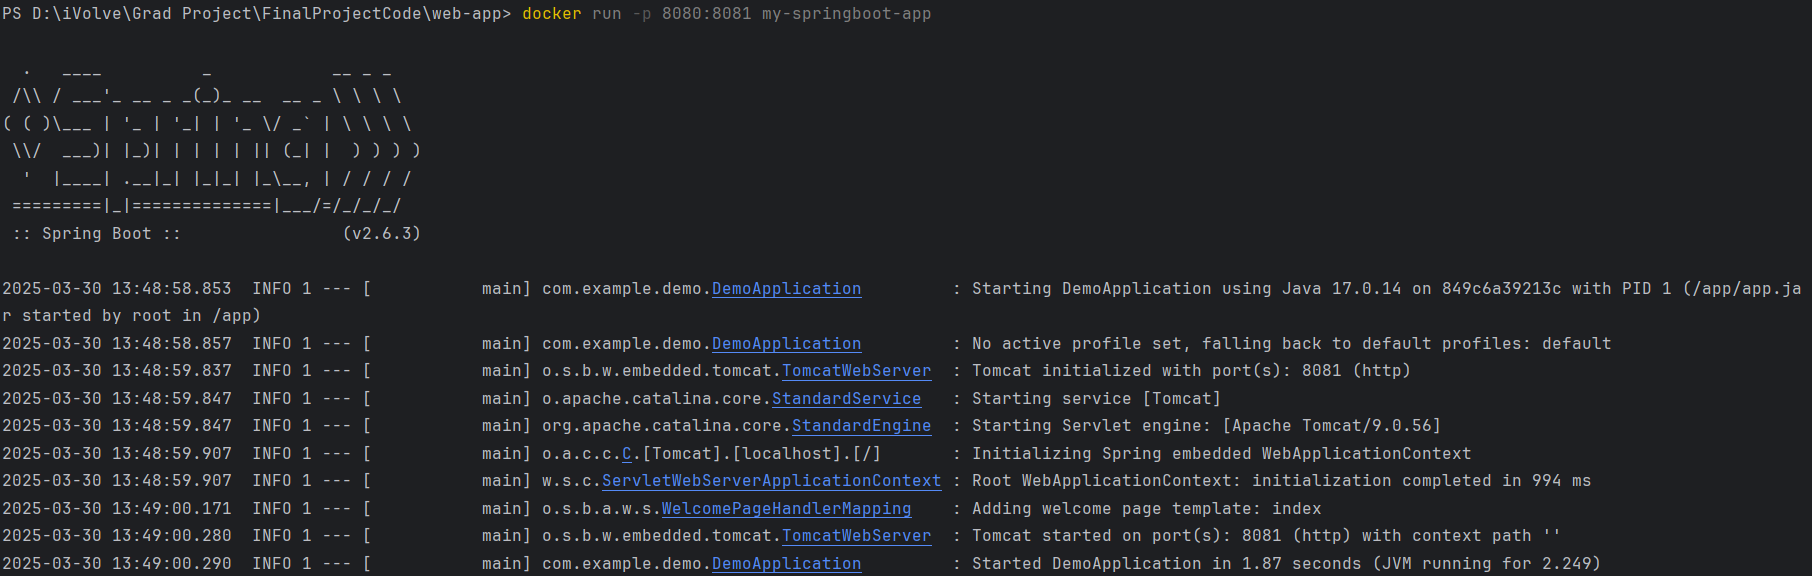 PS D:\iVolve\Grad Project\FinalProjectCode\web-app> docker run -p 8080:8081 my-springboot-app
  .   ____          _            __ _ _
 /\\ / ___'_ __ _ _(_)_ __  __ _ \ \ \ \
( ( )\___ | '_ | '_| | '_ \/ _` | \ \ \ \
 \\/  ___)| |_)| | | | | || (_| |  ) ) ) )
  '  |____| .__|_| |_|_| |_\__, | / / / /
 =========|_|==============|___/=/_/_/_/
 :: Spring Boot ::                (v2.6.3)
2025-03-30 13:48:58.853  INFO 1 --- [           main] com.example.demo.DemoApplication         : Starting DemoApplication using Java 17.0.14 on 849c6a39213c with PID 1 (/app/app.ja
r started by root in /app)
2025-03-30 13:48:58.857  INFO 1 --- [           main] com.example.demo.DemoApplication         : No active profile set, falling back to default profiles: default
2025-03-30 13:48:59.837  INFO 1 --- [           main] o.s.b.w.embedded.tomcat.TomcatWebServer  : Tomcat initialized with port(s): 8081 (http)
2025-03-30 13:48:59.847  INFO 1 --- [           main] o.apache.catalina.core.StandardService   : Starting service [Tomcat]
2025-03-30 13:48:59.847  INFO 1 --- [           main] org.apache.catalina.core.StandardEngine  : Starting Servlet engine: [Apache Tomcat/9.0.56]
2025-03-30 13:48:59.907  INFO 1 --- [           main] o.a.c.c.C.[Tomcat].[localhost].[/]       : Initializing Spring embedded WebApplicationContext
2025-03-30 13:48:59.907  INFO 1 --- [           main] w.s.c.ServletWebServerApplicationContext : Root WebApplicationContext: initialization completed in 994 ms
2025-03-30 13:49:00.171  INFO 1 --- [           main] o.s.b.a.w.s.WelcomePageHandlerMapping    : Adding welcome page template: index
2025-03-30 13:49:00.280  INFO 1 --- [           main] o.s.b.w.embedded.tomcat.TomcatWebServer  : Tomcat started on port(s): 8081 (http) with context path ''
2025-03-30 13:49:00.290  INFO 1 --- [           main] com.example.demo.DemoApplication         : Started DemoApplication in 1.87 seconds (JVM running for 2.249)